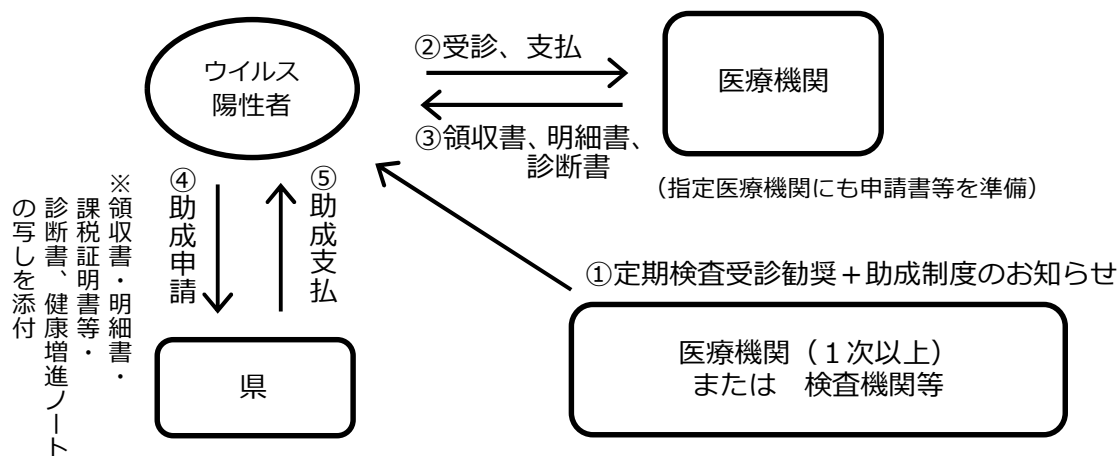 ウイルス
陽性者
②受診、支払
医療機関
③領収書、明細書、
診断書
(指定医療機関にも申請書等を準備)
④助成申請
⑤助成支払
※領収書・明細書・
課税証明書等・
診断書、健康増進ノート
の写しを添付
①定期検査受診勧奨+助成制度のお知らせ
県
医療機関(1次以上)
または 検査機関等